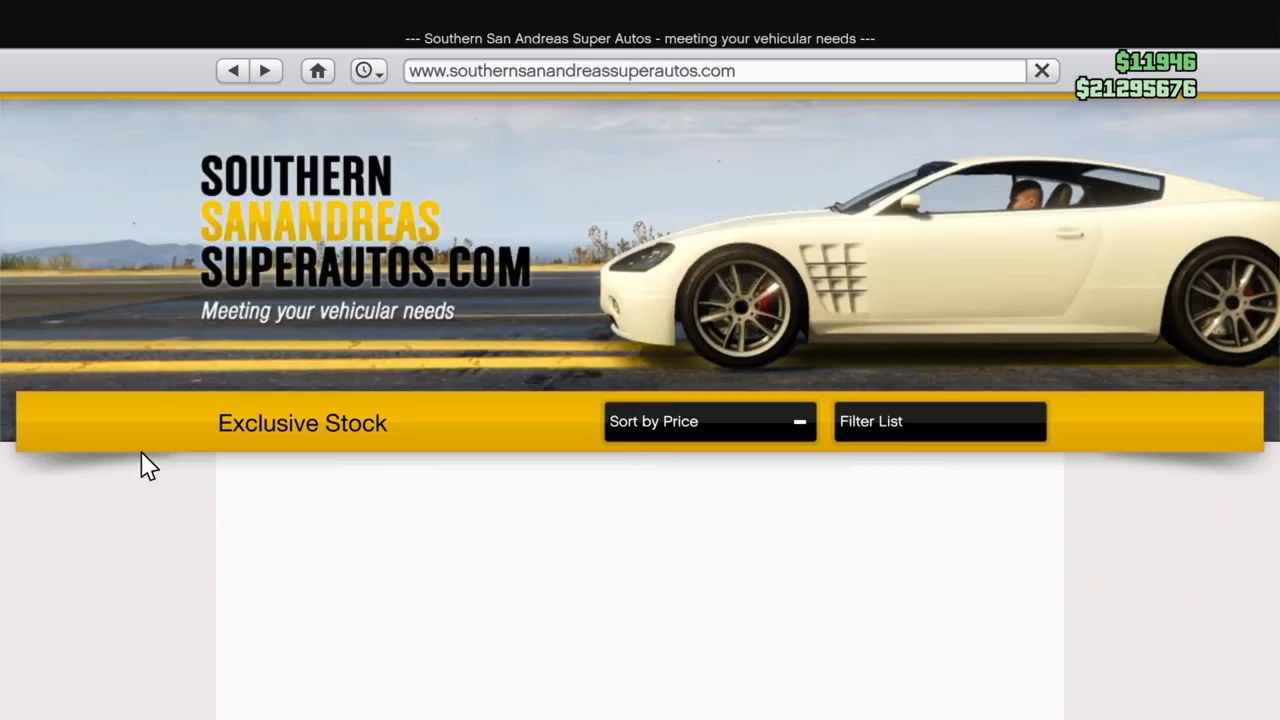 --- Southern San Andreas Super Autos - meeting your vehicular needs ---
www.southernsanandreassuperautos.com
$11946
$21295676
SOUTHERN
SANANDREAS
SUPERAUTOS.COM
Meeting your vehicular needs
Exclusive Stock
Sort by Price
Filter List